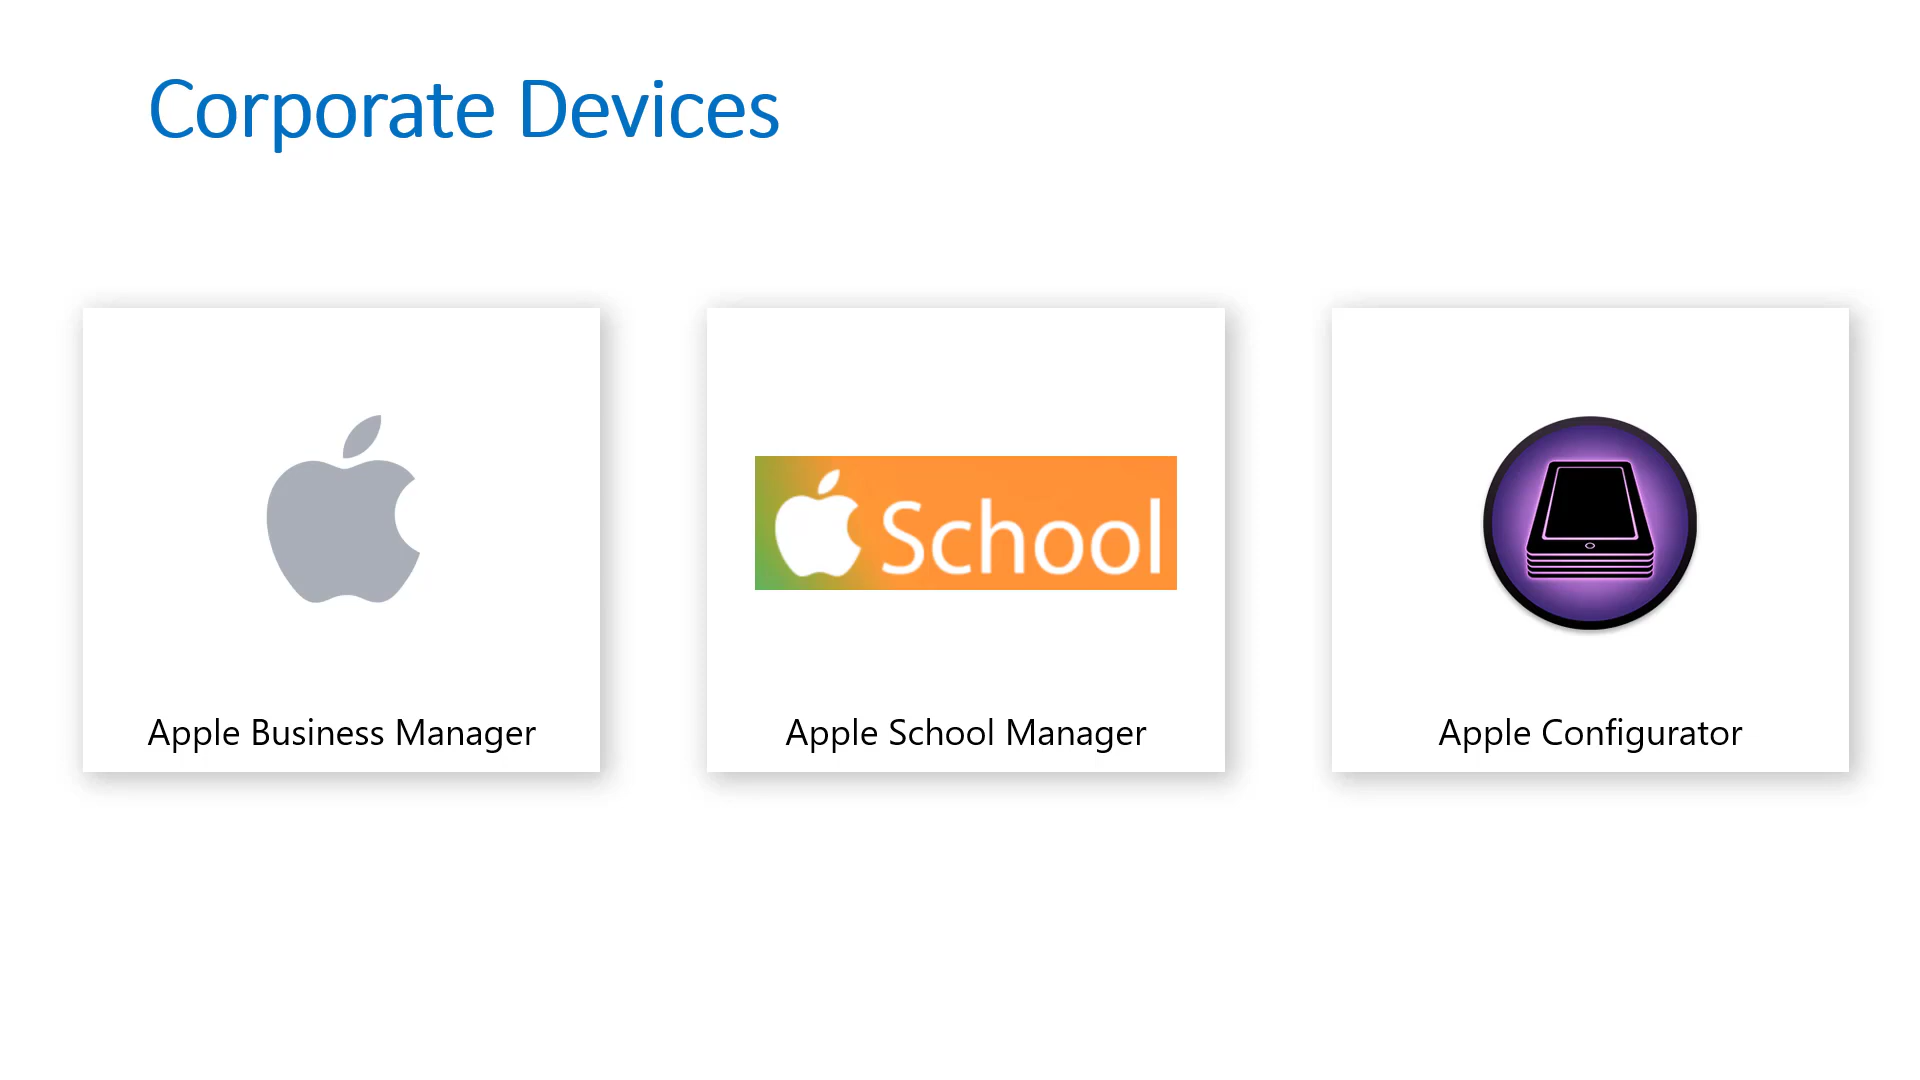 Corporate Devices
School
Apple Business Manager
Apple School Manager
Apple Configurator